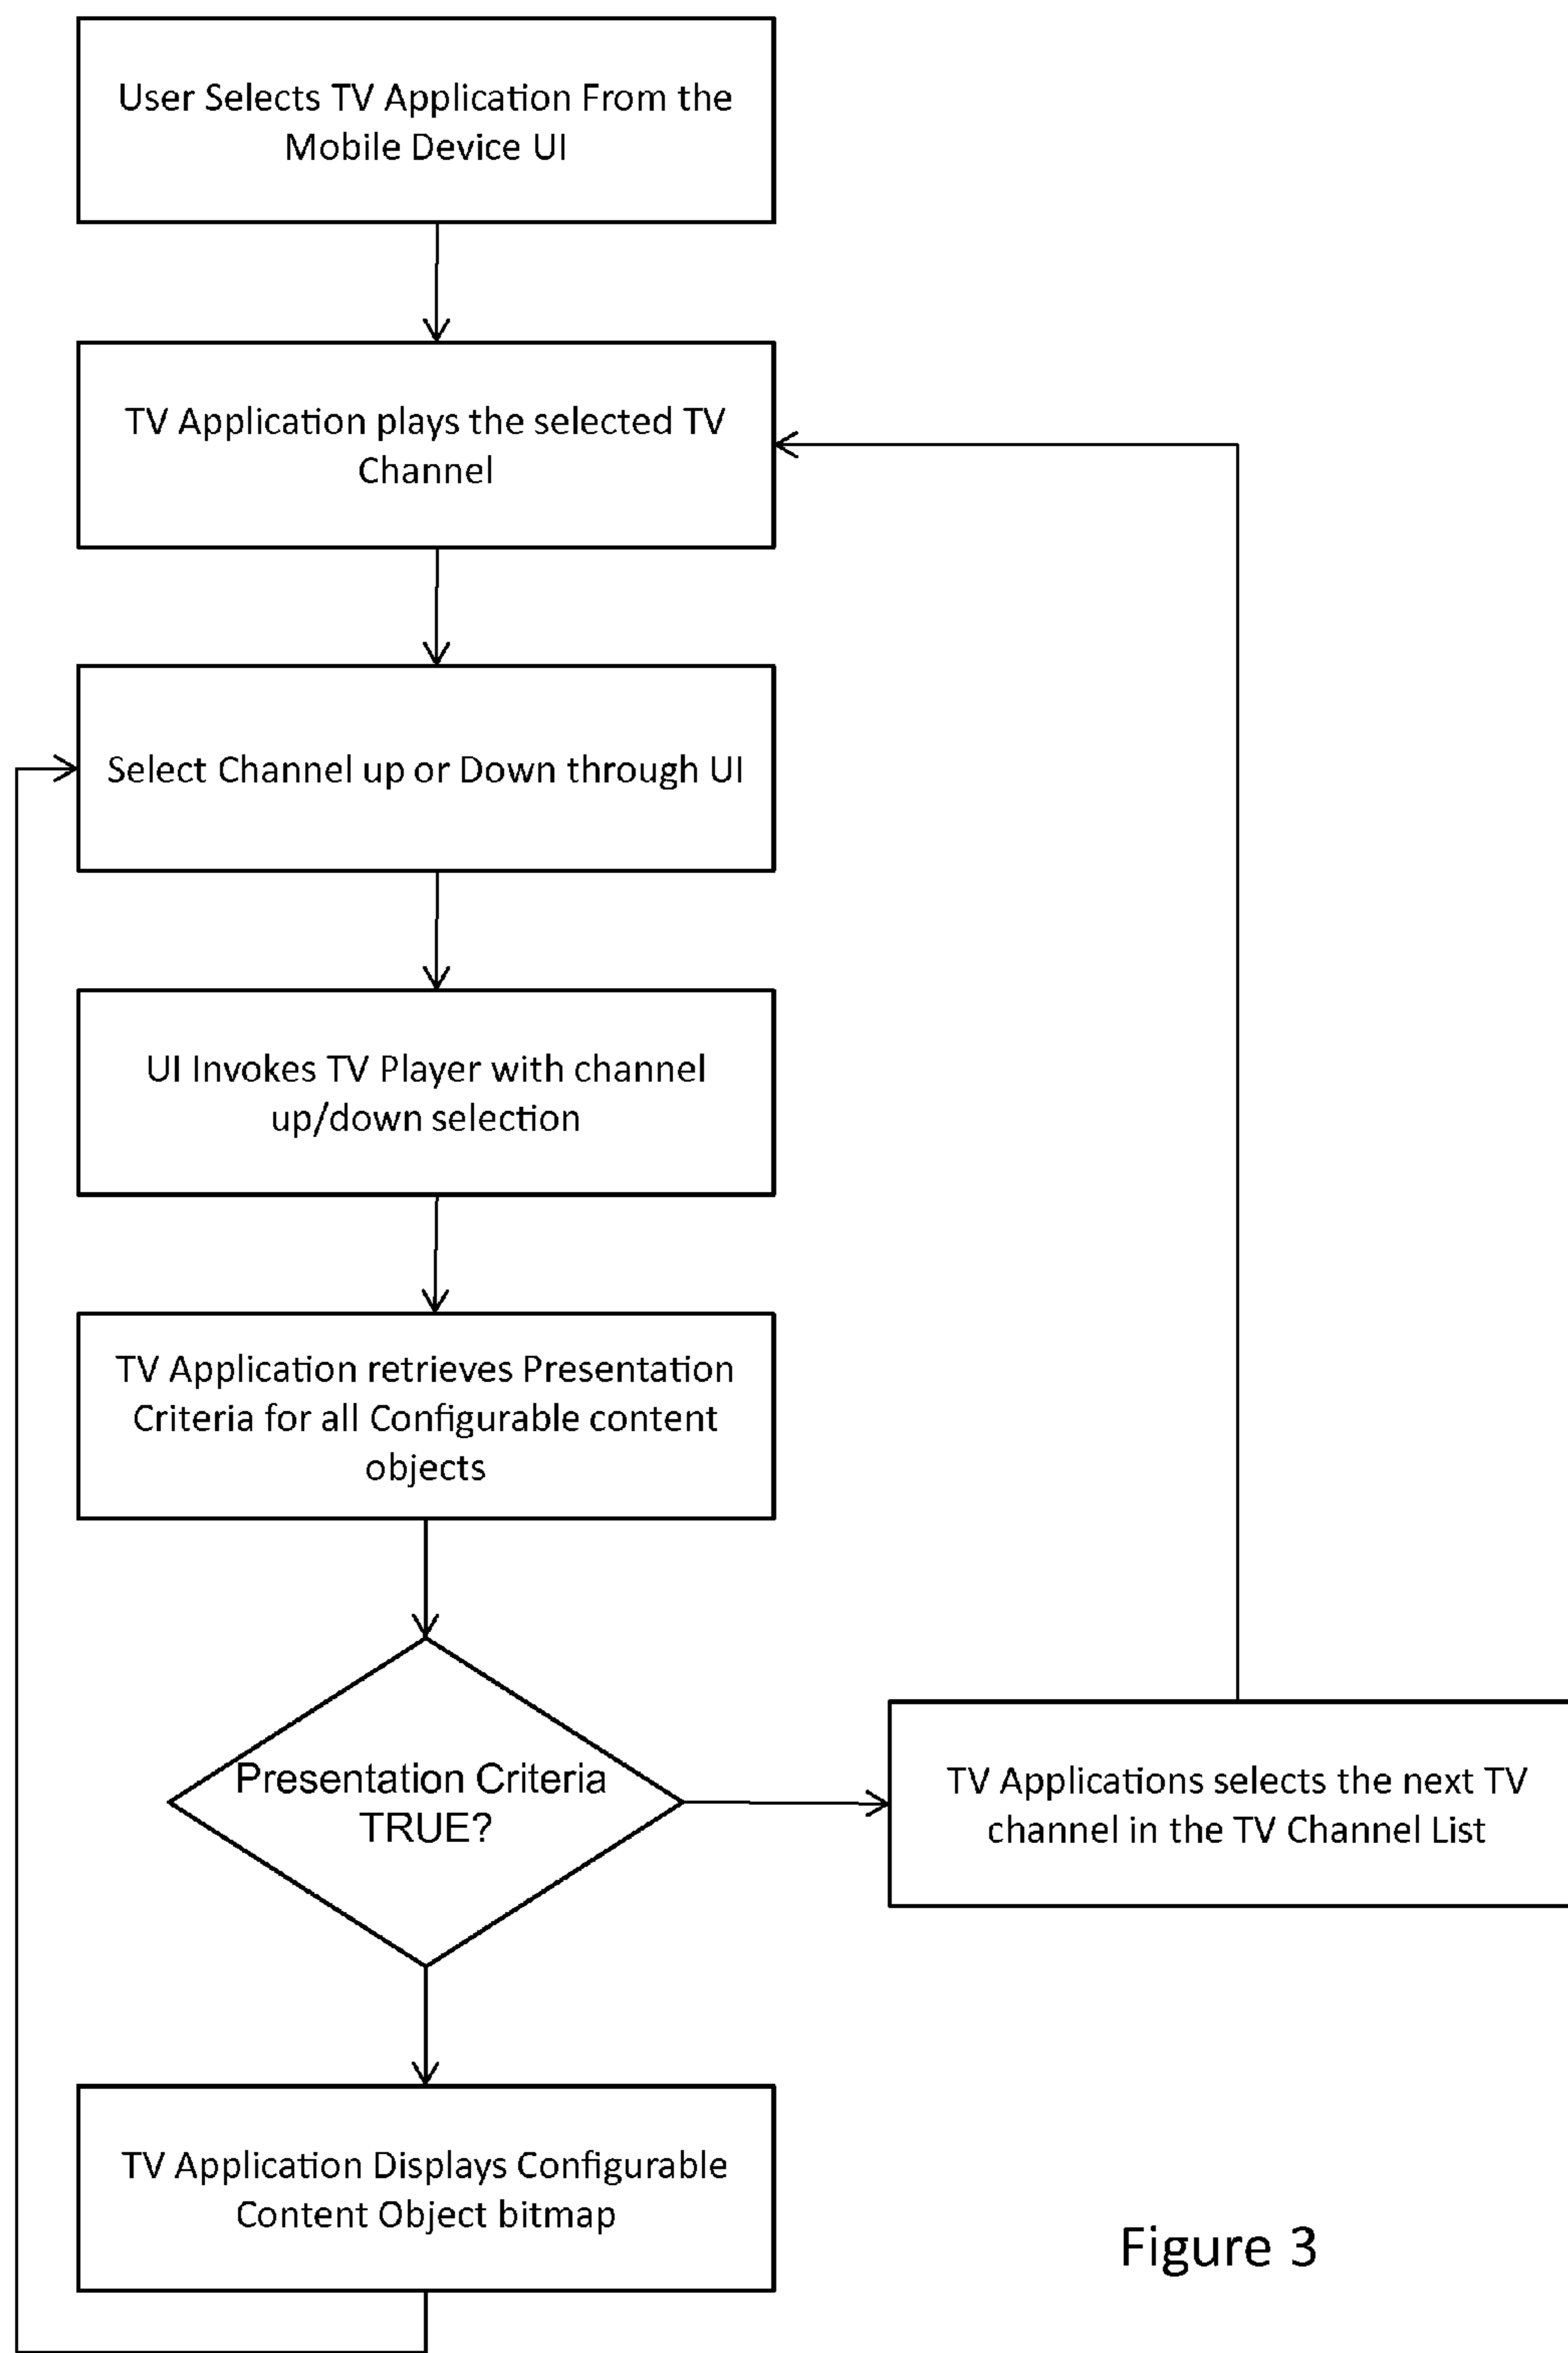 User Selects TV Application From the
Mobile Device UI
TV Application plays the selected TV
Channel
Select Channel up or Down through UI
UI Invokes TV Player with channel
up/down selection
TV Application retrieves Presentation
Criteria for all Configurable content
objects
Presentation Criteria
TRUE?
TV Applications selects the next TV
channel in the TV Channel List
TV Application Displays Configurable
Content Object bitmap
Figure 3